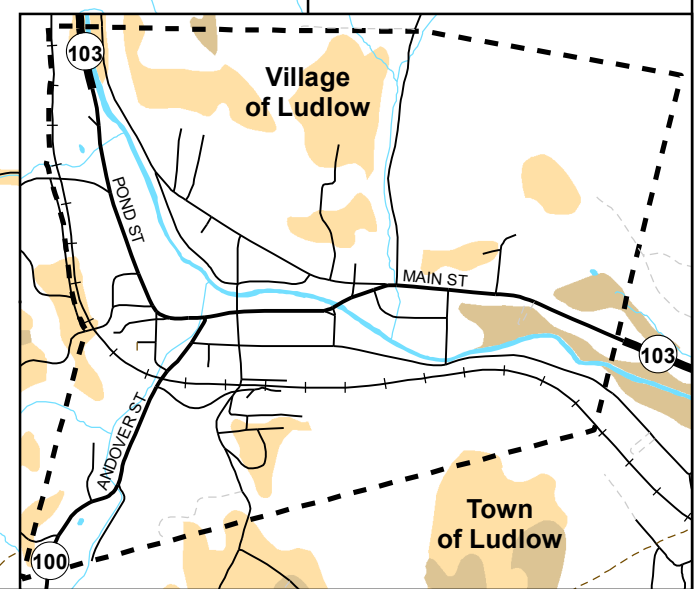 103
Village
of Ludlow
POND ST
MAIN ST
103
ANDOVER ST
Town
of Ludlow
100